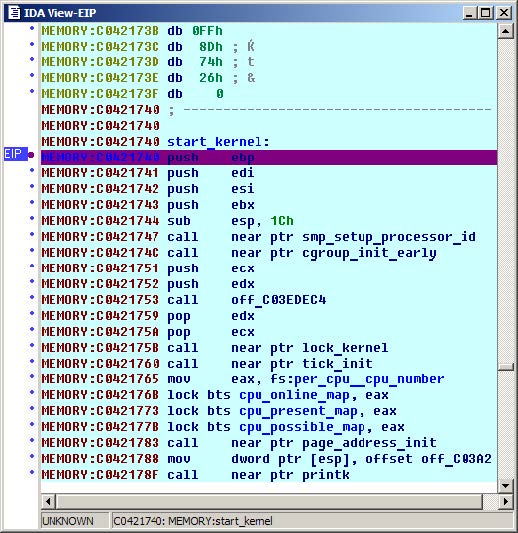 IDA View-EIP
MEMORY:C042173B db 0FFh
MEMORY:C042173C db 8Dh ; Ť
MEMORY:C042173D db 74h ; t
MEMORY:C042173E db 26h ; &
MEMORY:C042173F db 0
MEMORY:C0421740 ; ---------------------------------------
MEMORY:C0421740
MEMORY:C0421740 start_kernel:
EIP MEMORY:C0421740 push ebp
MEMORY:C0421741 push edi
MEMORY:C0421742 push esi
MEMORY:C0421743 push ebx
MEMORY:C0421744 sub esp, 1Ch
MEMORY:C0421747 call near ptr smp_setup_processor_id
MEMORY:C042174C call near ptr cgroup_init_early
MEMORY:C0421751 push ecx
MEMORY:C0421752 push edx
MEMORY:C0421753 call off_C03EDEC4
MEMORY:C0421759 pop edx
MEMORY:C042175A pop ecx
MEMORY:C042175B call near ptr lock_kernel
MEMORY:C0421760 call near ptr tick_init
MEMORY:C0421765 mov eax, fs:per_cpu__cpu_number
MEMORY:C042176B lock bts cpu_online_map, eax
MEMORY:C0421773 lock bts cpu_present_map, eax
MEMORY:C042177B lock bts cpu_possible_map, eax
MEMORY:C0421783 call near ptr page_address_init
MEMORY:C0421788 mov dword ptr [esp], offset off_C03A2
MEMORY:C042178F call near ptr printk
UNKNOWN C0421740: MEMORY:start_kernel